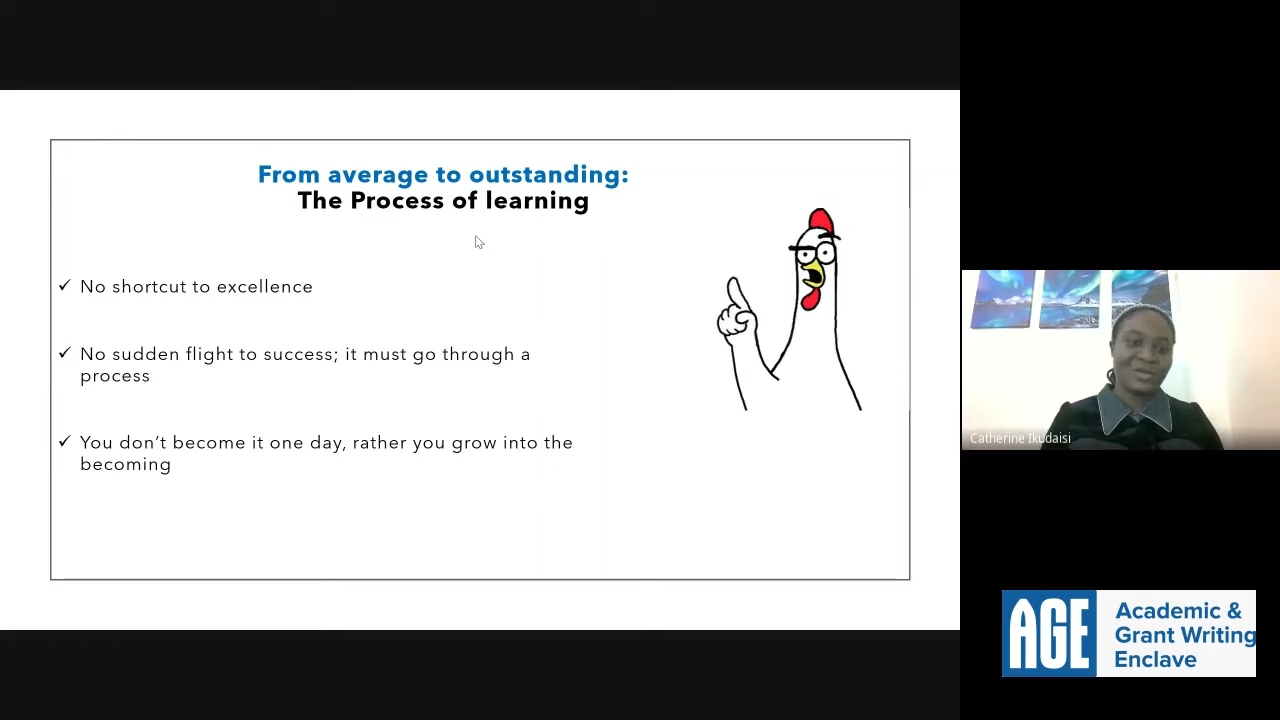 From average to outstanding:
The Process of learning
✓ No shortcut to excellence
✓ No sudden flight to success; it must go through a
process
✓ You don’t become it one day, rather you grow into the
becoming
Catherine Ikudaisi
AGE
Academic &
Grant Writing
Enclave